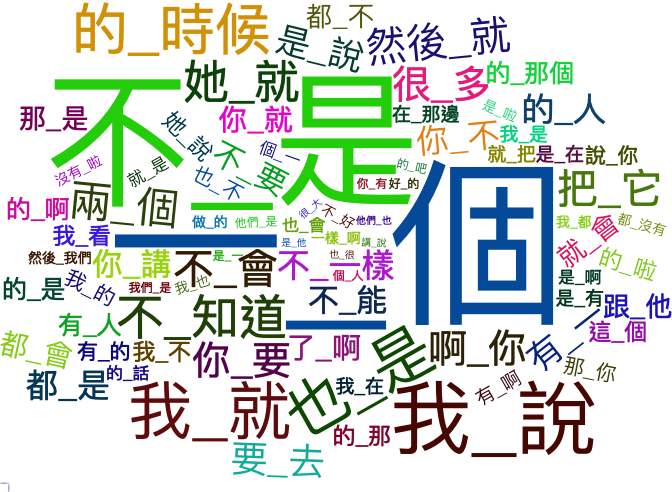 都_不
的_時候
是_說
然後_就
她_就
很_多
的_那個
不_是
那_是
你_就
在_那邊
是_啦
的_人
她_說
不_要
個_一
你_不
我_是
就_把
是_在
說_你
沒有_啦
就_是
也_不
的_吧
你_有
好_的
把_它
一_個
兩_個
的_啊
做_的
他們_是
很_大
不_好
他們_也
也_會
我_都
都_沒有
就_會
我_看
是_他
一樣_啊
講_說
然後_我們
你_講
不_會
是_一
不_一樣
也_很
個_人
的_啦
是_啊
的_是
我_的
我們_是
我_也
不_能
是_有
跟_他
有_人
不_知道
有_一
這_個
都_會
有_的
我_不
你_要
了_啊
啊_你
那_你
都_是
的_話
我_在
也_是
有_啊
我_就
我_說
的_那
要_去